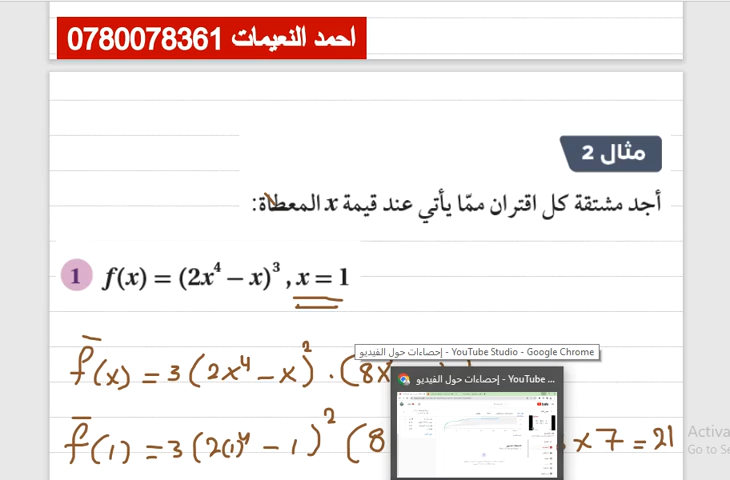 احمد النعيمات 0780078361
مثال 2
أجد مشتقة كل اقتران ممّا يأتي عند قيمة x المعطاة:
1 f(x) = (2x⁴ − x)³ , x = 1
إحصاءات حول الفيديو - YouTube Studio - Google Chrome
f̄(x) = 3(2x⁴ − x)² · (8x
إحصاءات حول الفيديو - YouTube ...
f̄(1) = 3(2(1)⁴ − 1)² (8 x 7 = 21
Activa
Go to Se